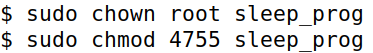 $ sudo chown root sleep_prog
$ sudo chmod 4755 sleep_prog